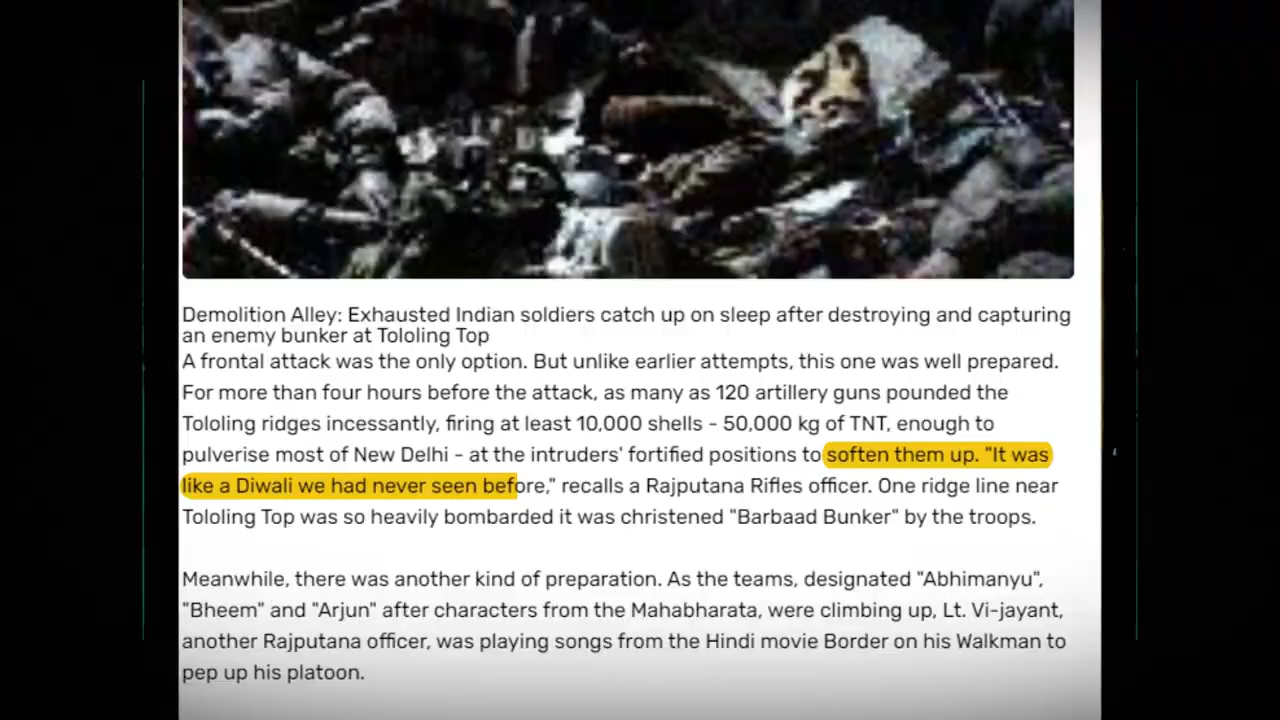 Demolition Alley: Exhausted Indian soldiers catch up on sleep after destroying and capturing
an enemy bunker at Tololing Top
A frontal attack was the only option. But unlike earlier attempts, this one was well prepared.
For more than four hours before the attack, as many as 120 artillery guns pounded the
Tololing ridges incessantly, firing at least 10,000 shells - 50,000 kg of TNT, enough to
pulverise most of New Delhi - at the intruders' fortified positions to soften them up. "It was
like a Diwali we had never seen before," recalls a Rajputana Rifles officer. One ridge line near
Tololing Top was so heavily bombarded it was christened "Barbaad Bunker" by the troops.
Meanwhile, there was another kind of preparation. As the teams, designated "Abhimanyu",
"Bheem" and "Arjun" after characters from the Mahabharata, were climbing up, Lt. Vi-jayant,
another Rajputana officer, was playing songs from the Hindi movie Border on his Walkman to
pep up his platoon.